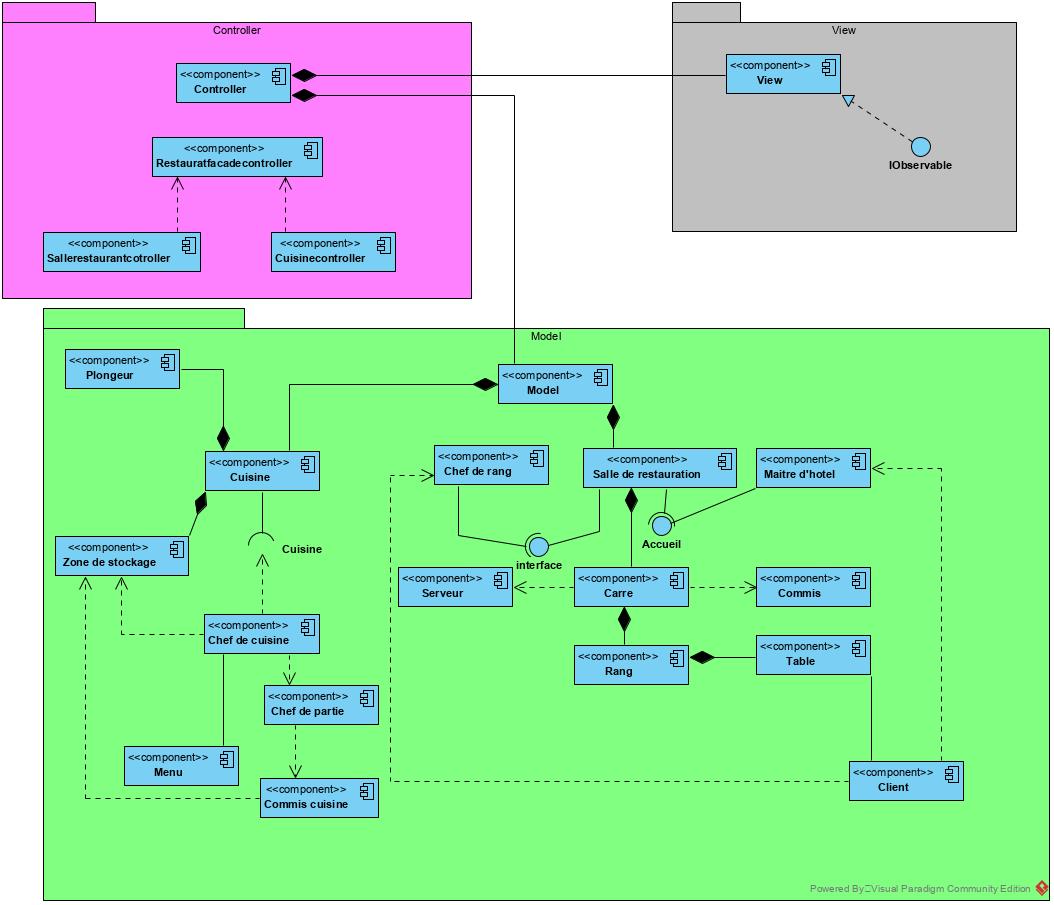 Controller
View
<<component>>
Controller
<<component>>
View
<<component>>
Restauratfacadecontroller
IObservable
<<component>>
Sallerestaurantcotroller
<<component>>
Cuisinecontroller
Model
<<component>>
Plongeur
<<component>>
Model
<<component>>
Cuisine
<<component>>
Chef de rang
<<component>>
Salle de restauration
<<component>>
Maitre d'hotel
<<component>>
Zone de stockage
Cuisine
interface
Accueil
<<component>>
Serveur
<<component>>
Carre
<<component>>
Commis
<<component>>
Chef de cuisine
<<component>>
Rang
<<component>>
Table
<<component>>
Chef de partie
<<component>>
Menu
<<component>>
Commis cuisine
<<component>>
Client
Powered By Visual Paradigm Community Edition